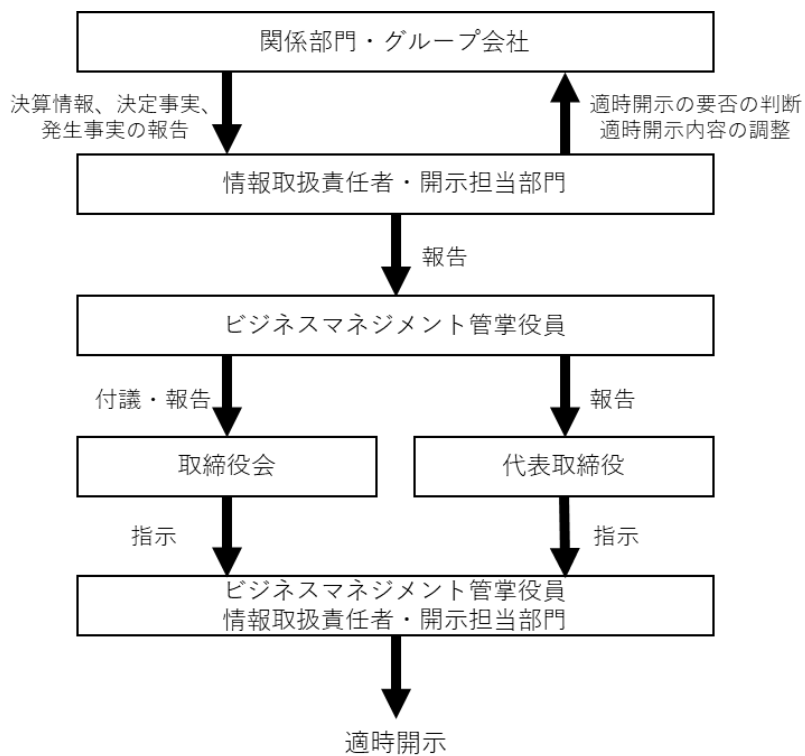 関係部門・グループ会社
決算情報、決定事実、
発生事実の報告
適時開示の要否の判断
適時開示内容の調整
情報取扱責任者・開示担当部門
報告
ビジネスマネジメント管掌役員
付議・報告
報告
取締役会
代表取締役
指示
指示
ビジネスマネジメント管掌役員
情報取扱責任者・開示担当部門
適時開示